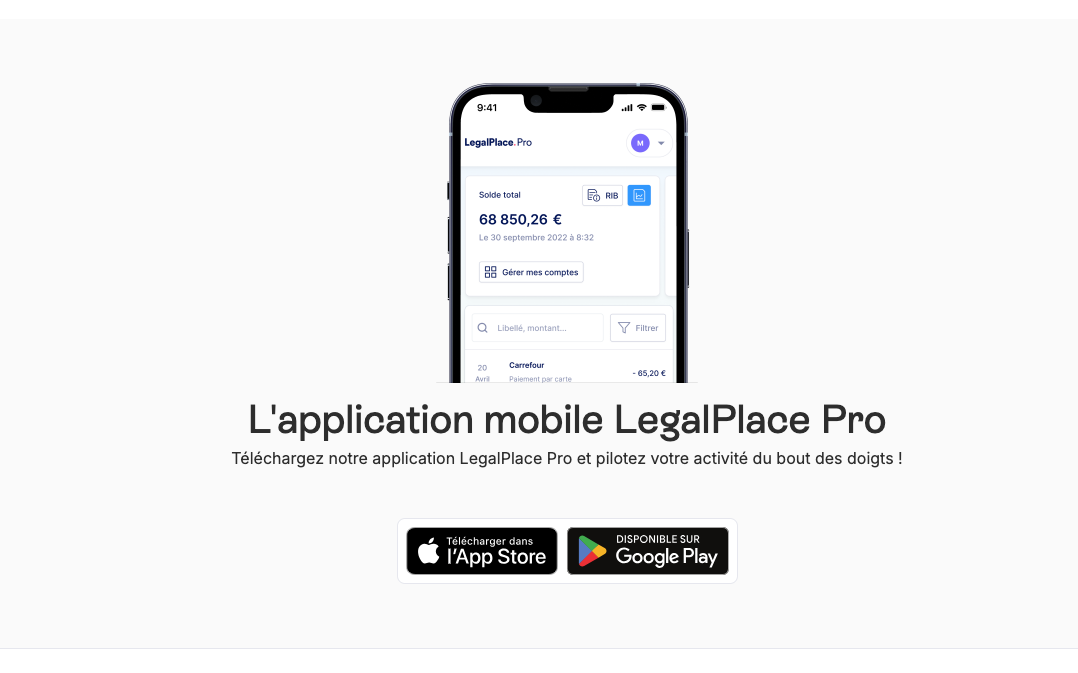 9:41
LegalPlace.Pro
M
Solde total
RIB
68 850,26 €
Le 30 septembre 2022 à 8:32
Gérer mes comptes
Libellé, montant...
Filtrer
20
Avril
Carrefour
Paiement par carte
- 65,20 €
L'application mobile LegalPlace Pro
Téléchargez notre application LegalPlace Pro et pilotez votre activité du bout des doigts !
Télécharger dans
l'App Store
DISPONIBLE SUR
Google Play